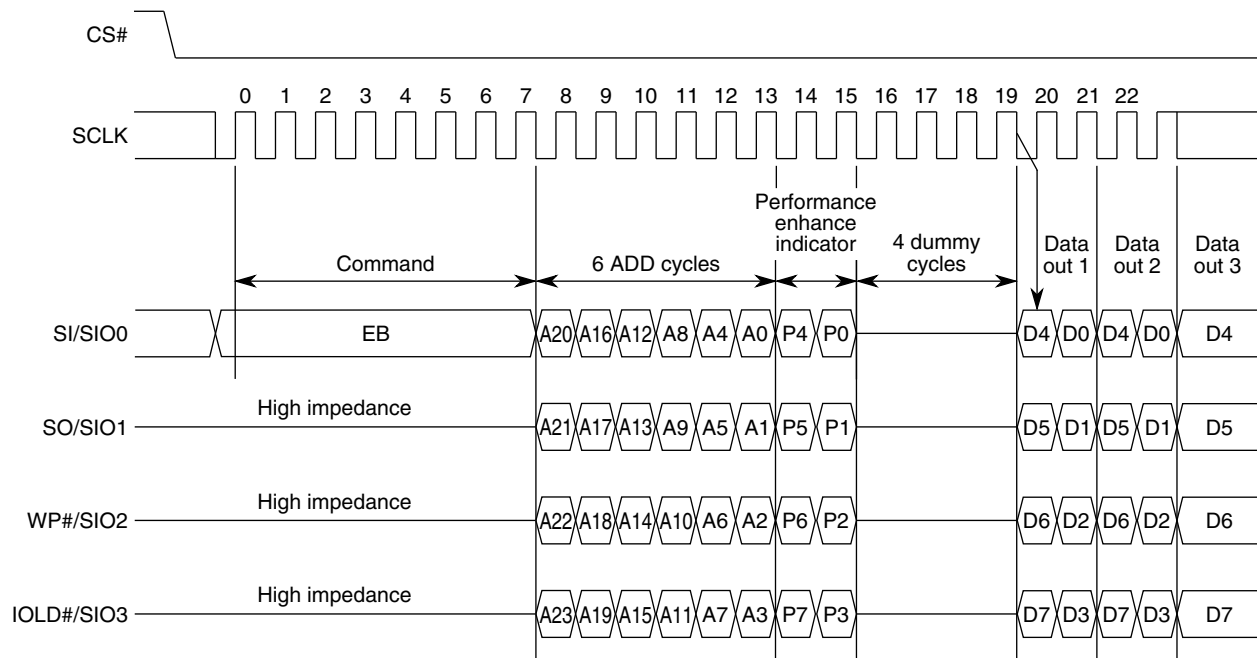 CS#
0 1 2 3 4 5 6 7 8 9 10 11 12 13 14 15 16 17 18 19 20 21 22
SCLK
Performance
enhance
indicator
4 dummy
cycles
Data
out 1
Data
out 2
Data
out 3
Command
6 ADD cycles
SI/SIO0
EB
A20 A16 A12 A8 A4 A0 P4 P0 D4 D0 D4 D0 D4
High impedance
SO/SIO1
A21 A17 A13 A9 A5 A1 P5 P1 D5 D1 D5 D1 D5
High impedance
WP#/SIO2
A22 A18 A14 A10 A6 A2 P6 P2 D6 D2 D6 D2 D6
High impedance
IOLD#/SIO3
A23 A19 A15 A11 A7 A3 P7 P3 D7 D3 D7 D3 D7